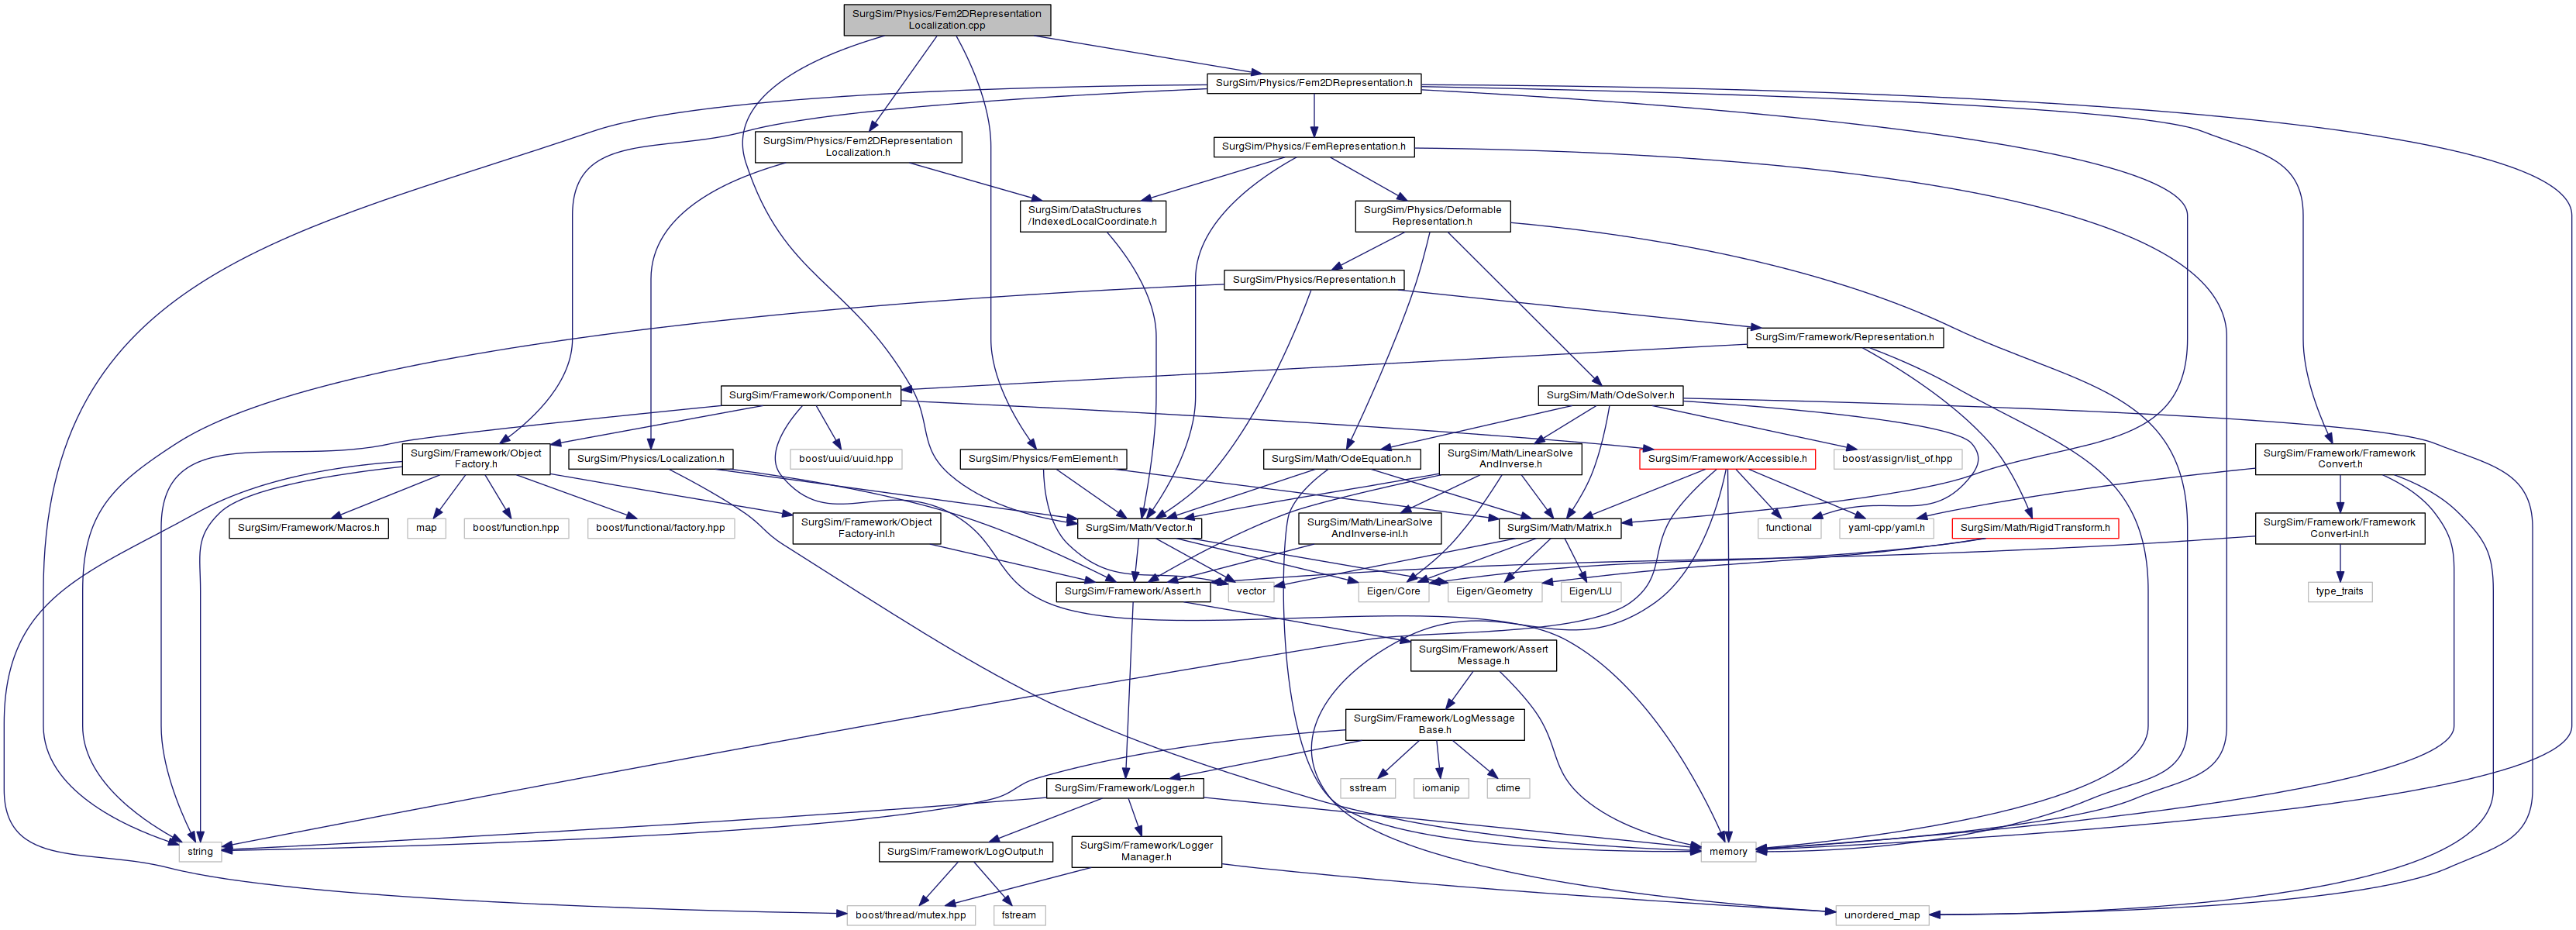 SurgSim/Physics/Fem2DRepresentation
Localization.cpp
SurgSim/Physics/Fem2DRepresentation.h
SurgSim/Physics/Fem2DRepresentation
Localization.h
SurgSim/Physics/FemRepresentation.h
SurgSim/DataStructures
/IndexedLocalCoordinate.h
SurgSim/Physics/Deformable
Representation.h
SurgSim/Physics/Representation.h
SurgSim/Framework/Representation.h
SurgSim/Framework/Component.h
SurgSim/Math/OdeSolver.h
SurgSim/Framework/Object
Factory.h
SurgSim/Physics/Localization.h
boost/uuid/uuid.hpp
SurgSim/Physics/FemElement.h
SurgSim/Math/OdeEquation.h
SurgSim/Math/LinearSolve
AndInverse.h
SurgSim/Framework/Accessible.h
boost/assign/list_of.hpp
SurgSim/Framework/Framework
Convert.h
SurgSim/Framework/Macros.h
map
boost/function.hpp
boost/functional/factory.hpp
SurgSim/Framework/Object
Factory-inl.h
SurgSim/Math/Vector.h
SurgSim/Math/LinearSolve
AndInverse-inl.h
SurgSim/Math/Matrix.h
functional
yaml-cpp/yaml.h
SurgSim/Math/RigidTransform.h
SurgSim/Framework/Framework
Convert-inl.h
SurgSim/Framework/Assert.h
vector
Eigen/Core
Eigen/Geometry
Eigen/LU
type_traits
SurgSim/Framework/Assert
Message.h
SurgSim/Framework/LogMessage
Base.h
SurgSim/Framework/Logger.h
sstream
iomanip
ctime
string
SurgSim/Framework/LogOutput.h
SurgSim/Framework/Logger
Manager.h
memory
boost/thread/mutex.hpp
fstream
unordered_map